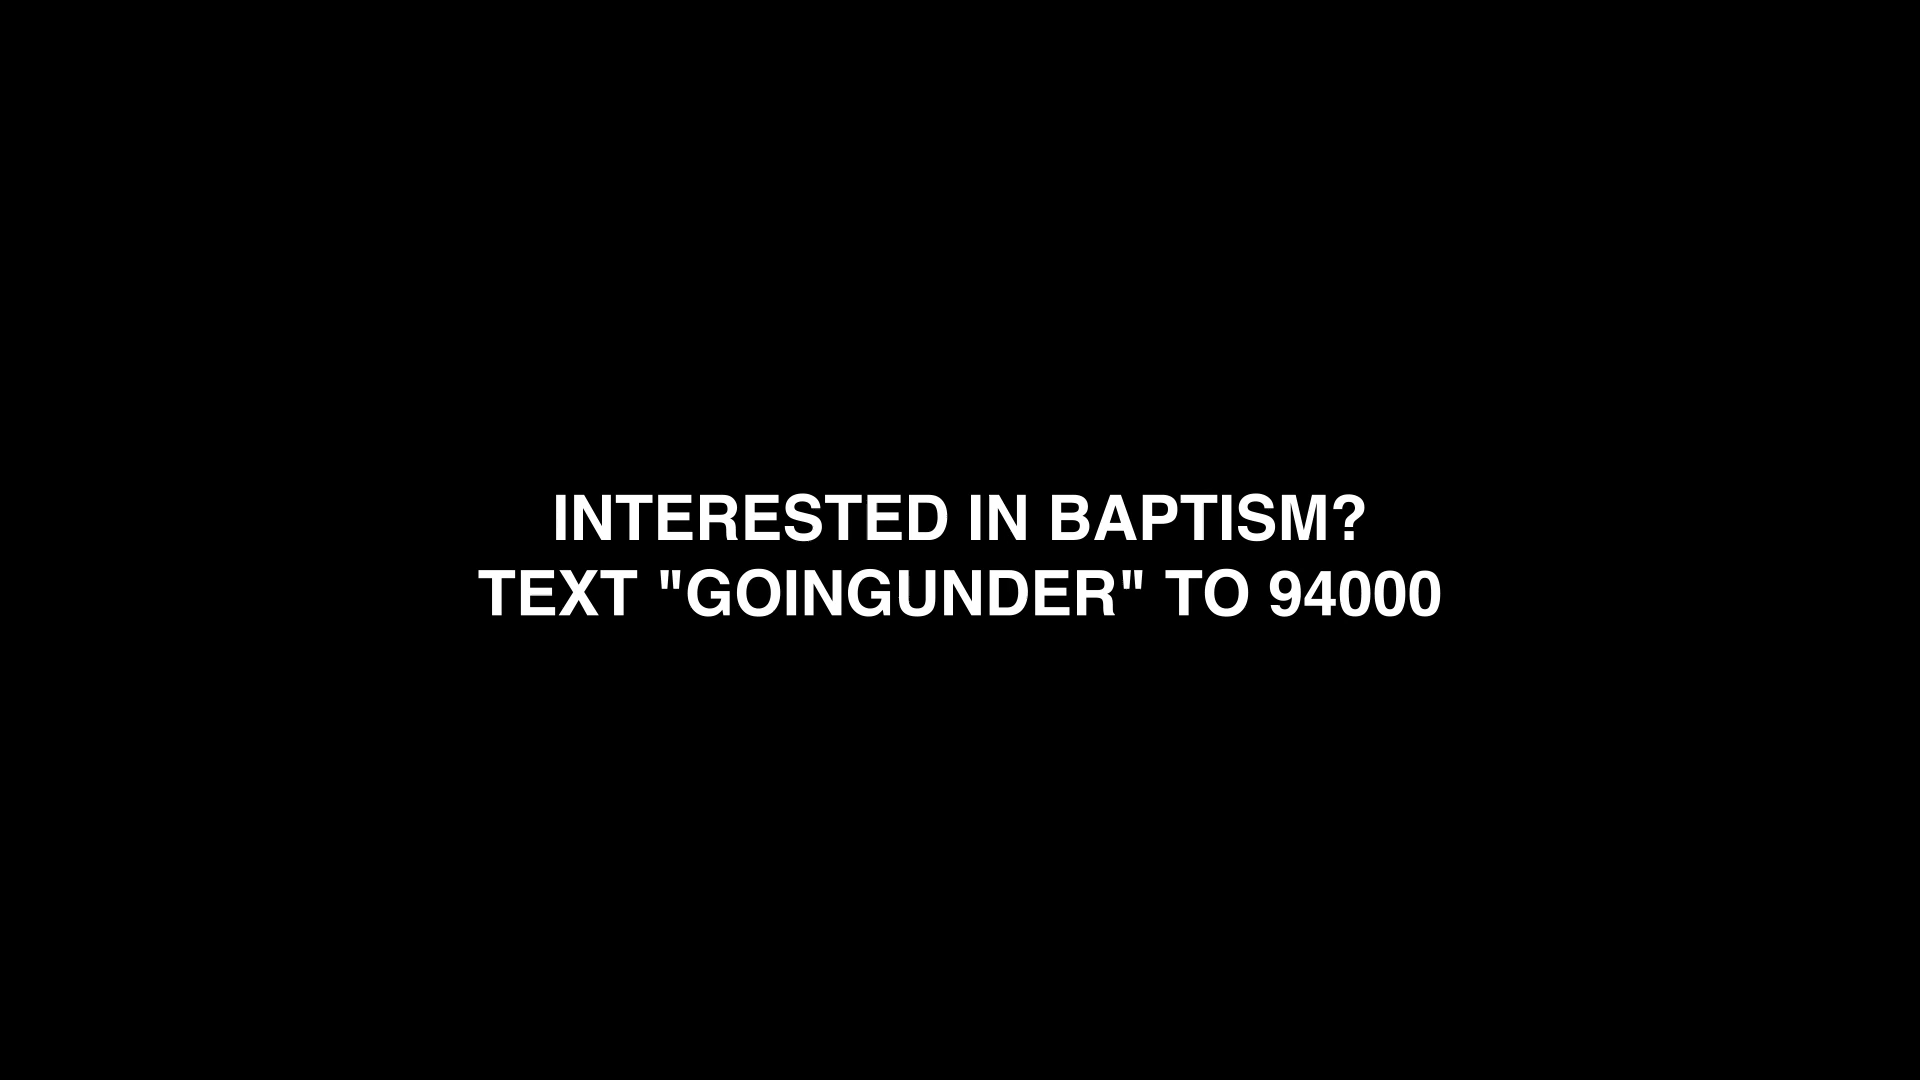 INTERESTED IN BAPTISM?
TEXT "GOINGUNDER" TO 94000